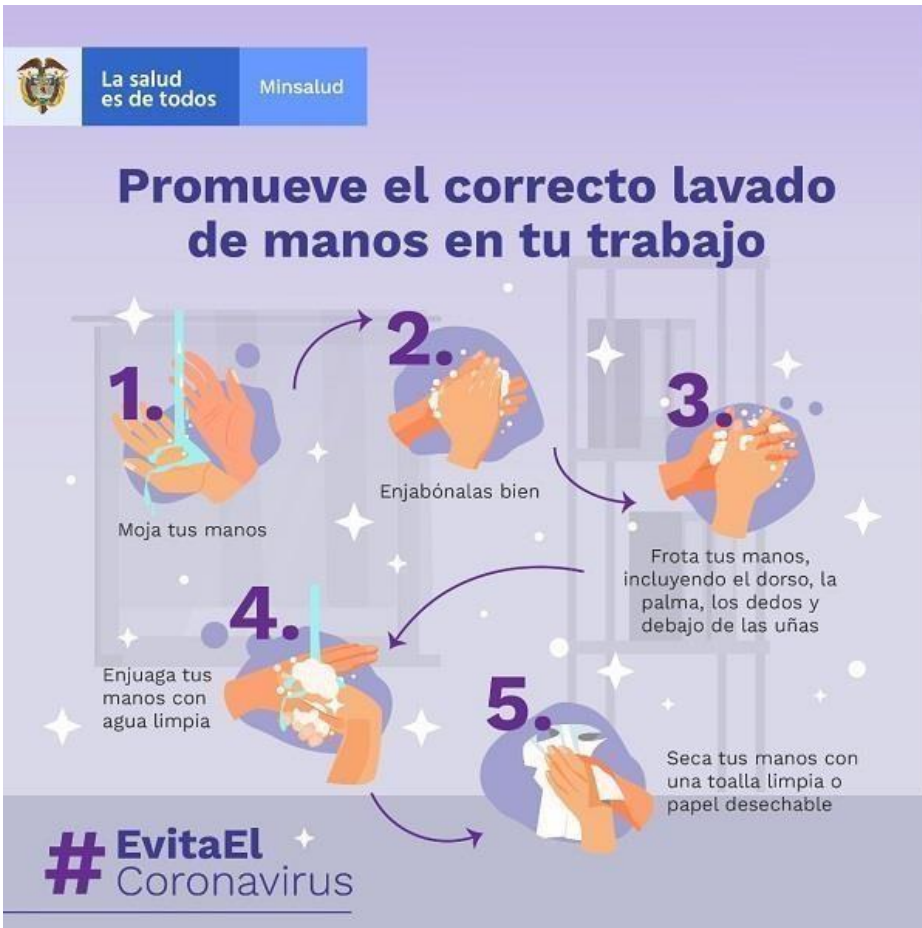 La salud
es de todos
Minsalud
Promueve el correcto lavado
de manos en tu trabajo
1.
Moja tus manos
2.
Enjabónalas bien
3.
Frota tus manos,
incluyendo el dorso, la
palma, los dedos y
debajo de las uñas
4.
Enjuaga tus
manos con
agua limpia
5.
Seca tus manos con
una toalla limpia o
papel desechable
#EvitaEl
Coronavirus